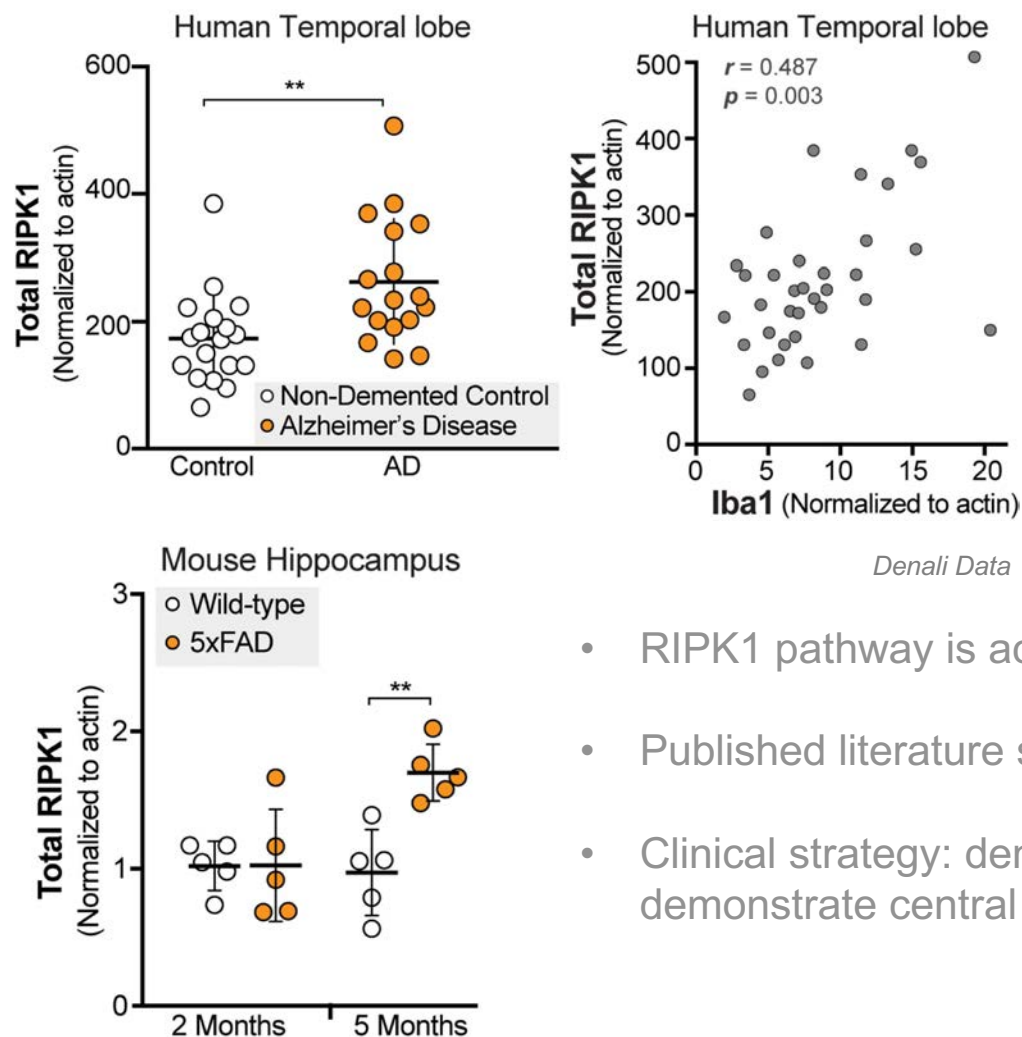 Human Temporal lobe
600
400
200
0
Total RIPK1
(Normalized to actin)
**
Non-Demented Control
Alzheimer's Disease
Control
AD
Human Temporal lobe
r = 0.487
p = 0.003
500
400
300
200
100
0
Total RIPK1
(Normalized to actin)
0 5 10 15 20
Iba1 (Normalized to actin)
Denali Data
Mouse Hippocampus
3
2
1
0
Total RIPK1
(Normalized to actin)
Wild-type
5xFAD
**
2 Months
5 Months
• RIPK1 pathway is
• Published literature
• Clinical strategy:
demonstrate central